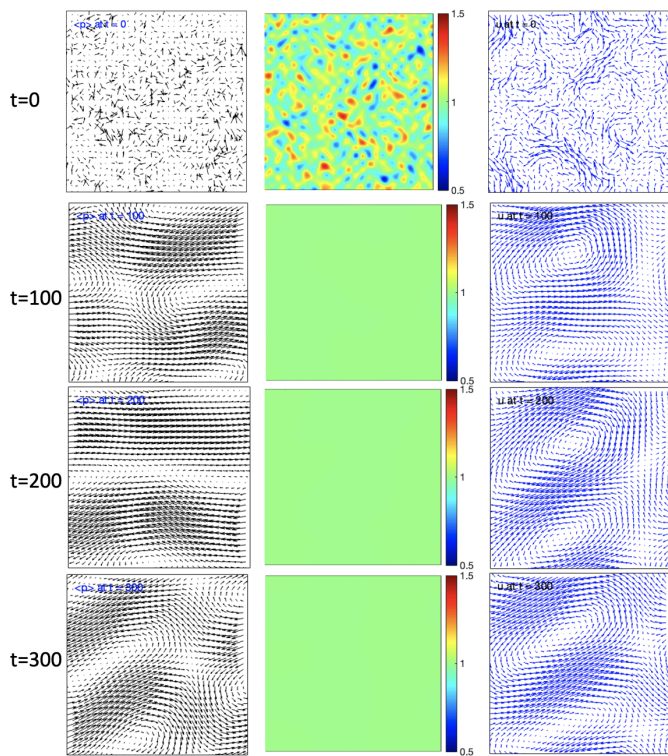 <p> at t = 0
1.5
u at t = 0
t=0
1
0.5
<p> at t = 100
1.5
u at t = 100
t=100
1
0.5
<p> at t = 200
1.5
u at t = 200
t=200
1
0.5
<p> at t = 300
1.5
u at t = 300
t=300
1
0.5